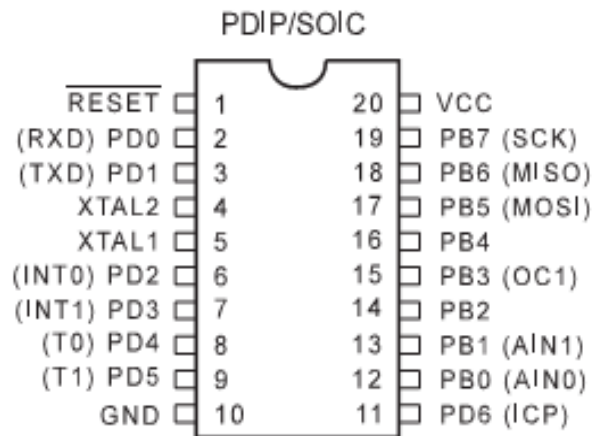 PDIP/SOIC
RESET 1 20 VCC
(RXD) PD0 2 19 PB7 (SCK)
(TXD) PD1 3 18 PB6 (MISO)
XTAL2 4 17 PB5 (MOSI)
XTAL1 5 16 PB4
(INT0) PD2 6 15 PB3 (OC1)
(INT1) PD3 7 14 PB2
(T0) PD4 8 13 PB1 (AIN1)
(T1) PD5 9 12 PB0 (AIN0)
GND 10 11 PD6 (ICP)